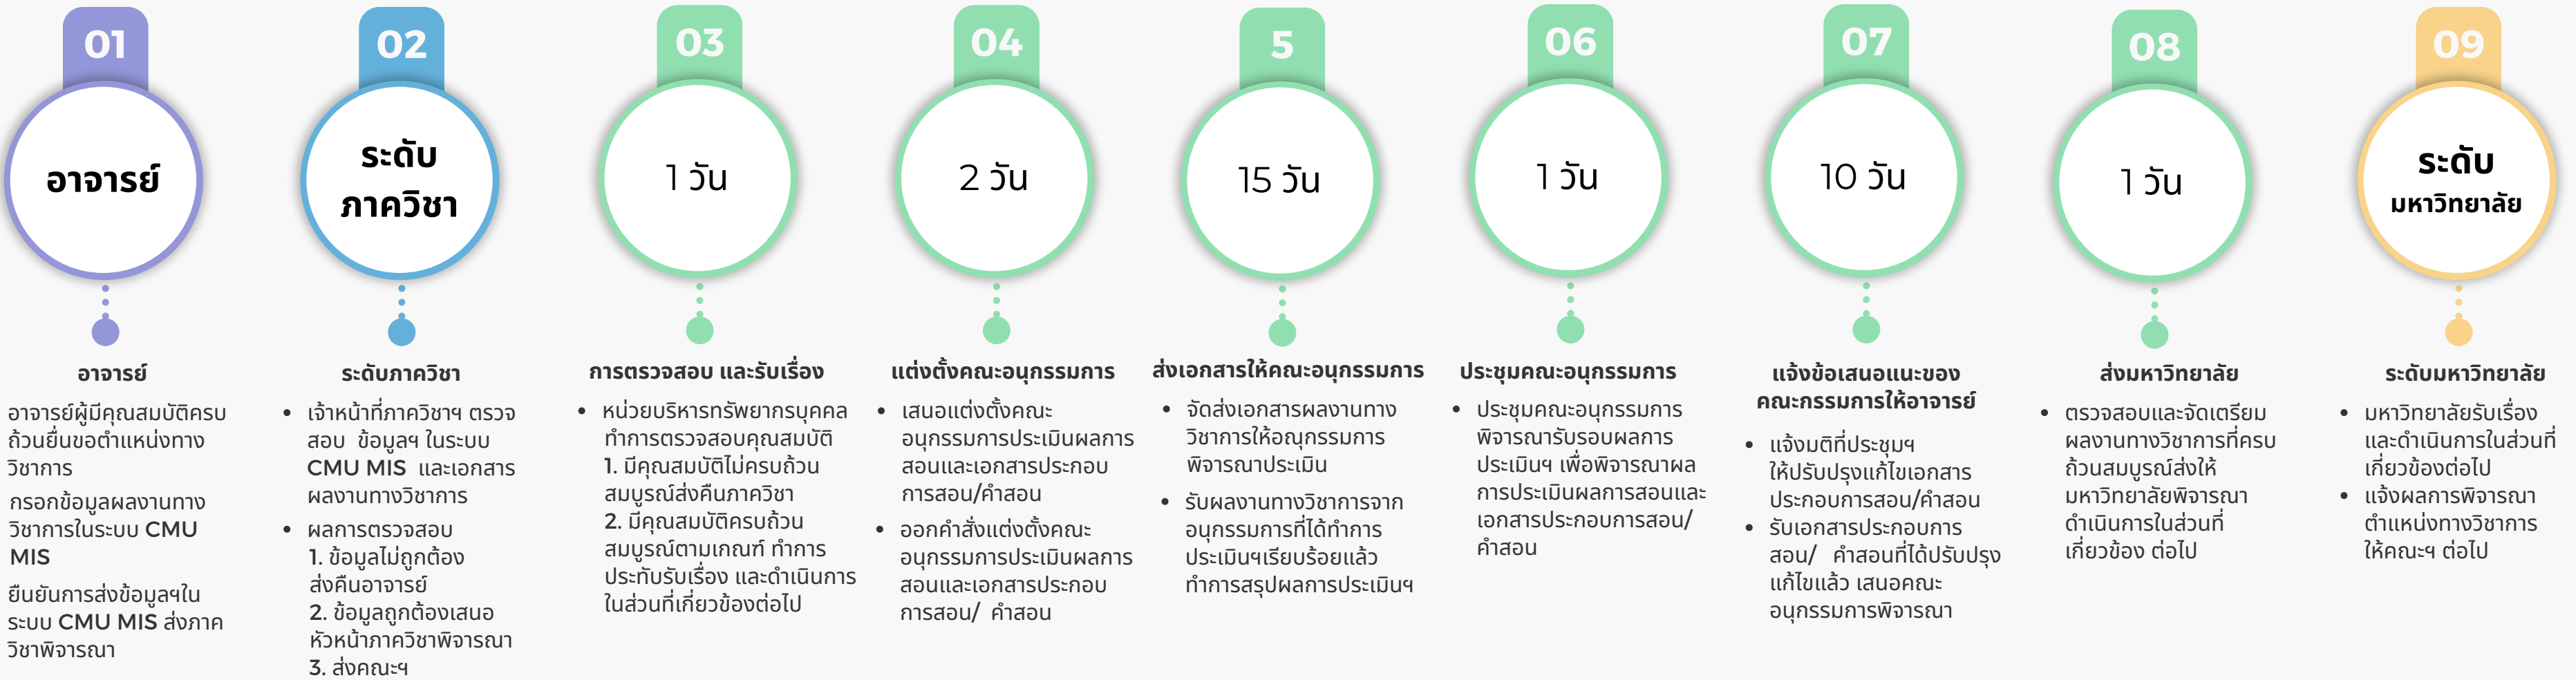 01
อาจารย์
อาจารย์
อาจารย์ผู้มีคุณสมบัติครบ
ถ้วนยื่นขอตำแหน่งทาง
วิชาการ
กรอกข้อมูลผลงานทาง
วิชาการในระบบ CMU
MIS
ยืนยันการส่งข้อมูลฯใน
ระบบ CMU MIS ส่งภาค
วิชาพิจารณา
02
ระดับ
ภาควิชา
ระดับภาควิชา
• เจ้าหน้าที่ภาควิชาฯ ตรวจ
สอบ ข้อมูลฯ ในระบบ
CMU MIS และเอกสาร
ผลงานทางวิชาการ
• ผลการตรวจสอบ
1. ข้อมูลไม่ถูกต้อง
ส่งคืนอาจารย์
2. ข้อมูลถูกต้องเสนอ
หัวหน้าภาควิชาพิจารณา
3. ส่งคณะฯ
03
1 วัน
การตรวจสอบ และรับเรื่อง
• หน่วยบริหารทรัพยากรบุคคล
ทำการตรวจสอบคุณสมบัติ
1. มีคุณสมบัติไม่ครบถ้วน
สมบูรณ์ส่งคืนภาควิชา
2. มีคุณสมบัติครบถ้วน
สมบูรณ์ตามเกณฑ์ ทำการ
ประทับรับเรื่อง และดำเนินการ
ในส่วนที่เกี่ยวข้องต่อไป
04
2 วัน
แต่งตั้งคณะอนุกรรมการ
• เสนอแต่งตั้งคณะ
อนุกรรมการประเมินผลการ
สอนและเอกสารประกอบ
การสอน/คำสอน
• ออกคำสั่งแต่งตั้งคณะ
อนุกรรมการประเมินผลการ
สอนและเอกสารประกอบ
การสอน/ คำสอน
5
15 วัน
ส่งเอกสารให้คณะอนุกรรมการ
• จัดส่งเอกสารผลงานทาง
วิชาการให้อณุกรรมการ
พิจารณาประเมิน
• รับผลงานทางวิชาการจาก
อนุกรรมการที่ได้ทำการ
ประเมินฯเรียบร้อยแล้ว
ทำการสรุปผลการประเมินฯ
06
1 วัน
ประชุมคณะอนุกรรมการ
• ประชุมคณะอนุกรรมการ
พิจารณารับรอบผลการ
ประเมินฯ เพื่อพิจารณาผล
การประเมินผลการสอนและ
เอกสารประกอบการสอน/
คำสอน
07
10 วัน
แจ้งข้อเสนอแนะของ
คณะกรรมการให้อาจารย์
• แจ้งมติที่ประชุมฯ
ให้ปรับปรุงแก้ไขเอกสาร
ประกอบการสอน/คำสอน
• รับเอกสารประกอบการ
สอน/ คำสอนที่ได้ปรับปรุง
แก้ไขแล้ว เสนอคณะ
อนุกรรมการพิจารณา
08
1 วัน
ส่งมหาวิทยาลัย
• ตรวจสอบและจัดเตรียม
ผลงานทางวิชาการที่ครบ
ถ้วนสมบูรณ์ส่งให้
มหาวิทยาลัยพิจารณา
ดำเนินการในส่วนที่
เกี่ยวข้อง ต่อไป
09
ระดับ
มหาวิทยาลัย
ระดับมหาวิทยาลัย
• มหาวิทยาลัยรับเรื่อง
และดำเนินการในส่วนที่
เกี่ยวข้องต่อไป
• แจ้งผลการพิจารณา
ตำแหน่งทางวิชาการ
ให้คณะฯ ต่อไป